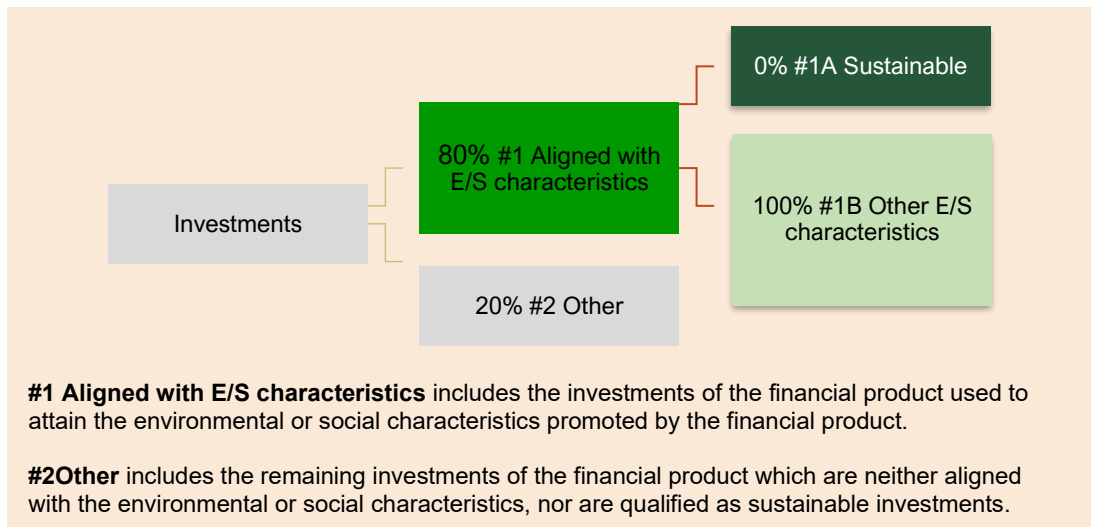 0% #1A Sustainable
80% #1 Aligned with
E/S characteristics
Investments
100% #1B Other E/S
characteristics
20% #2 Other
#1 Aligned with E/S characteristics includes the investments of the financial product used to
attain the environmental or social characteristics promoted by the financial product.
#2Other includes the remaining investments of the financial product which are neither aligned
with the environmental or social characteristics, nor are qualified as sustainable investments.